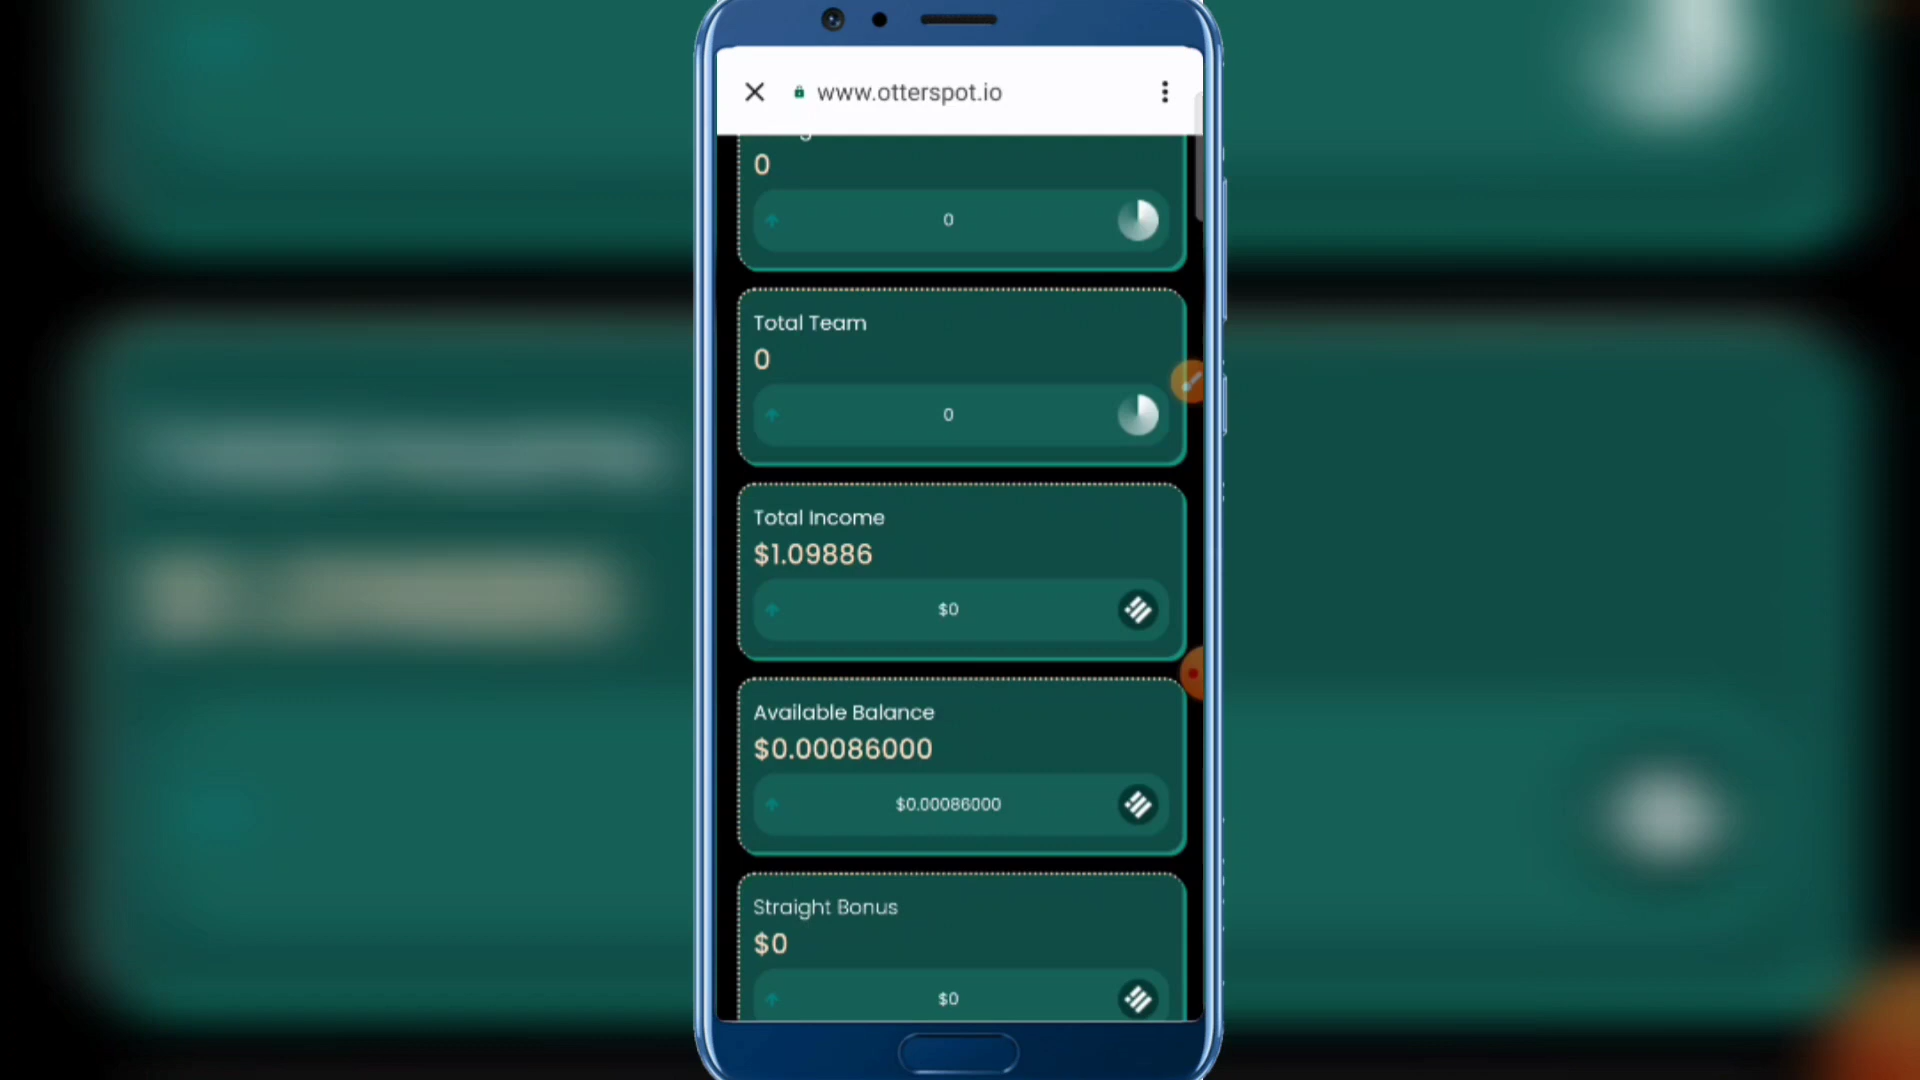 www.otterspot.io
0
0
Total Team
0
0
Total Income
$1.09886
$0
Available Balance
$0.00086000
$0.00086000
Straight Bonus
$0
$0